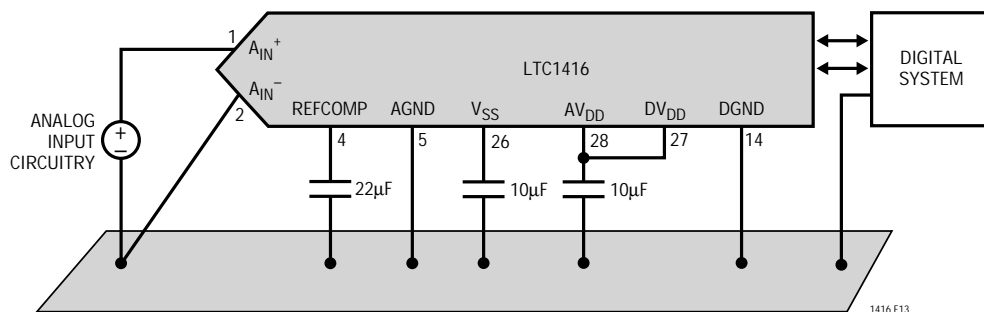 1
A_IN^+
A_IN^−
2
LTC1416
DIGITAL
SYSTEM
REFCOMP
AGND
V_SS
AV_DD
DV_DD
DGND
4
5
26
28
27
14
ANALOG
INPUT
CIRCUITRY
+
−
22µF
10µF
10µF
1416 F13